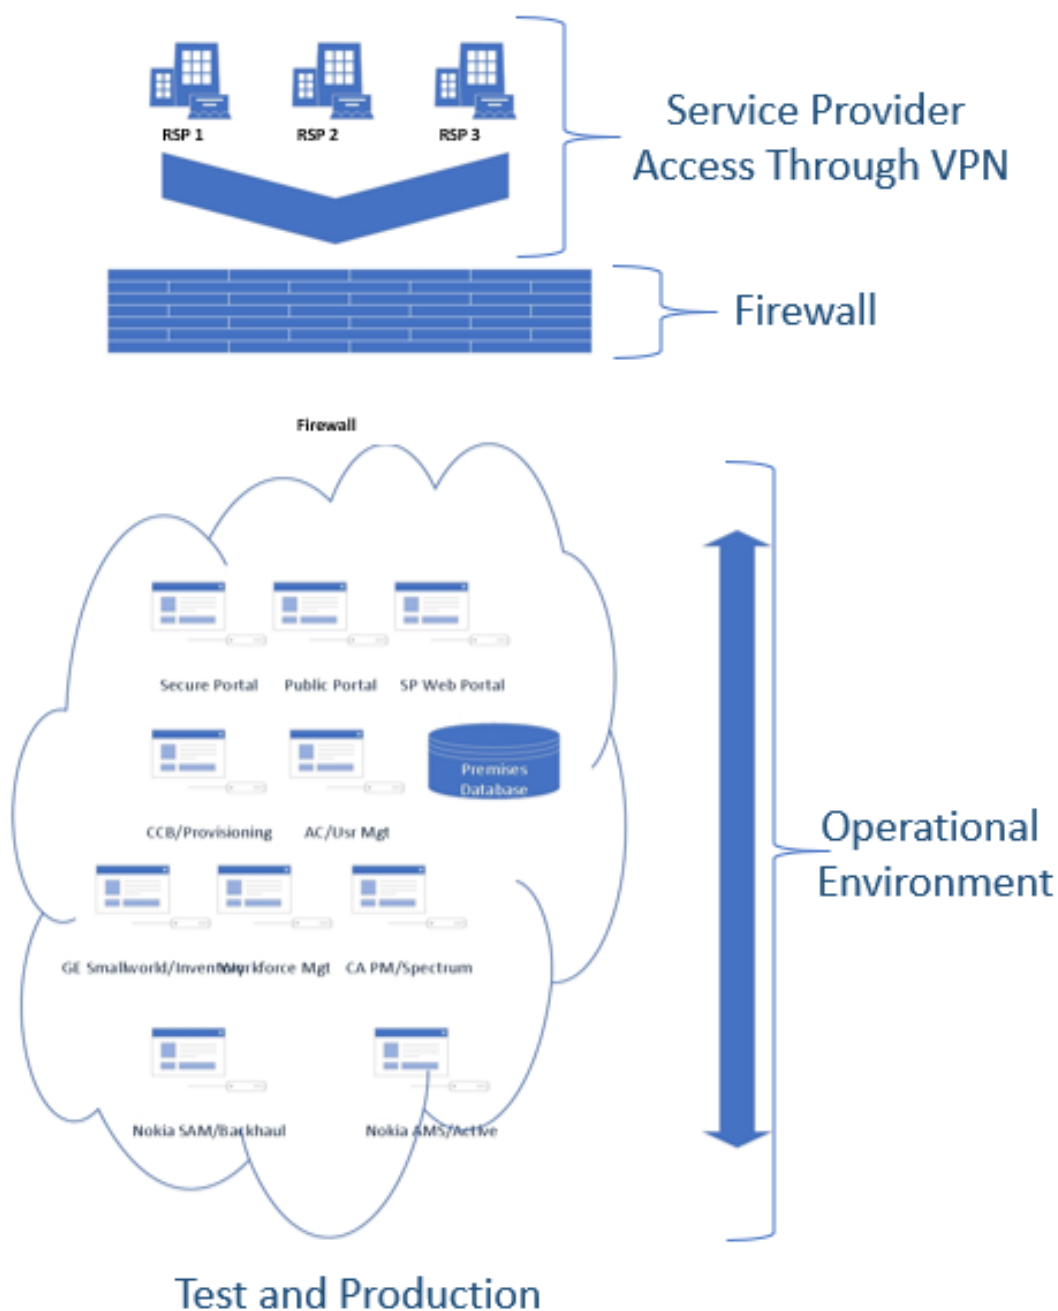 RSP 1
RSP 2
RSP 3
Service Provider
Access Through VPN
Firewall
Firewall
Secure Portal
Public Portal
SP Web Portal
Premises
Database
CCB/Provisioning
AC/Usr Mgt
Operational
Environment
GE Smallworld/Inventory
Workforce Mgt
CA PM/Spectrum
Nokia SAM/Backhaul
Nokia AMS/Active
Test and Production